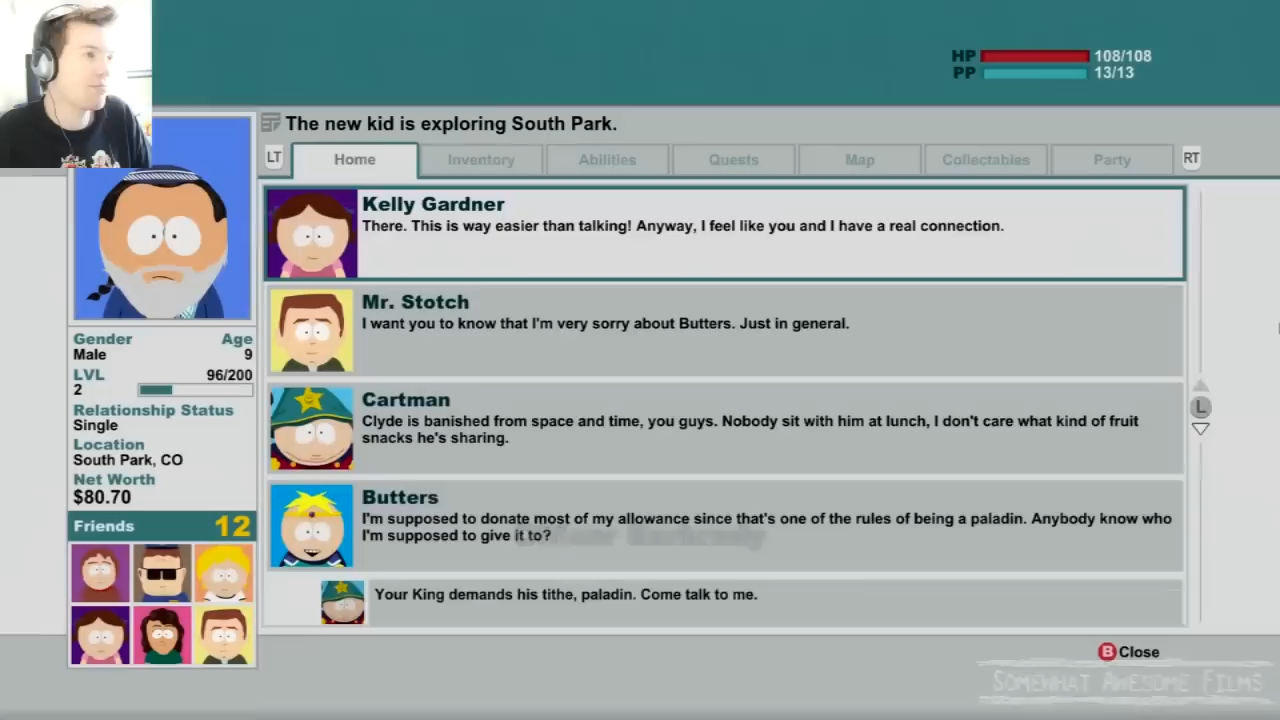 HP 108/108
PP 13/13
The new kid is exploring South Park.
LT Home Inventory Abilities Quests Map Collectables Party RT
Kelly Gardner
There. This is way easier than talking! Anyway, I feel like you and I have a real connection.
Mr. Stotch
I want you to know that I'm very sorry about Butters. Just in general.
Gender Age
Male 9
LVL 96/200
2
Relationship Status
Single
Location
South Park, CO
Net Worth
$80.70
Friends 12
Cartman
Clyde is banished from space and time, you guys. Nobody sit with him at lunch, I don't care what kind of fruit
snacks he's sharing.
L
Butters
I'm supposed to donate most of my allowance since that's one of the rules of being a paladin. Anybody know who
I'm supposed to give it to?
Your King demands his tithe, paladin. Come talk to me.
B Close
Somewhat Awesome Films